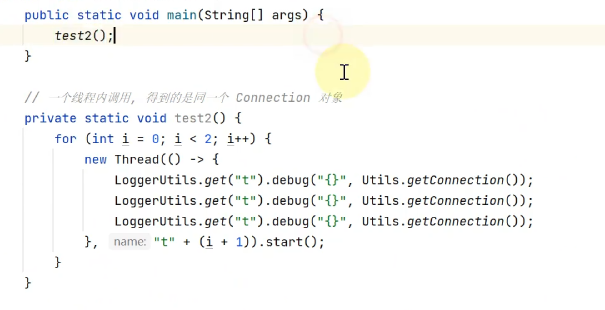 public static void main(String[] args) {
    test2();
}
// 一个线程内调用, 得到的是同一个 Connection 对象
private static void test2() {
    for (int i = 0; i < 2; i++) {
        new Thread(() -> {
            LoggerUtils.get("t").debug("{}", Utils.getConnection());
            LoggerUtils.get("t").debug("{}", Utils.getConnection());
            LoggerUtils.get("t").debug("{}", Utils.getConnection());
        }, name: "t" + (i + 1)).start();
    }
}